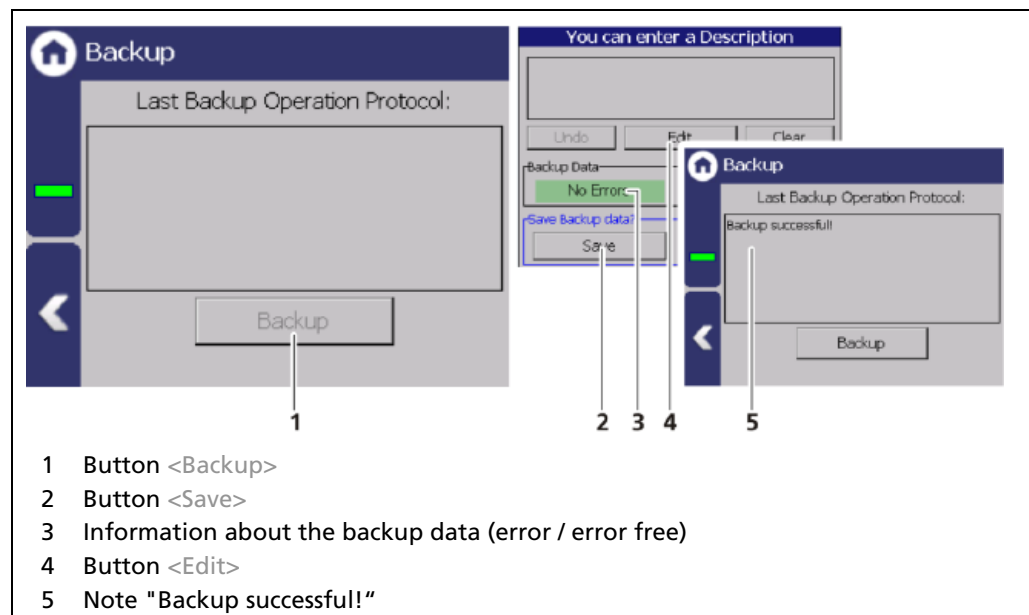 Backup
Last Backup Operation Protocol:
Backup
1
You can enter a Description
Undo Edit Clear
Backup Data
No Errors
Save Backup data?
Save
Backup
Last Backup Operation Protocol:
Backup successful!
Backup
2 3 4 5
1 Button <Backup>
2 Button <Save>
3 Information about the backup data (error / error free)
4 Button <Edit>
5 Note "Backup successful!“